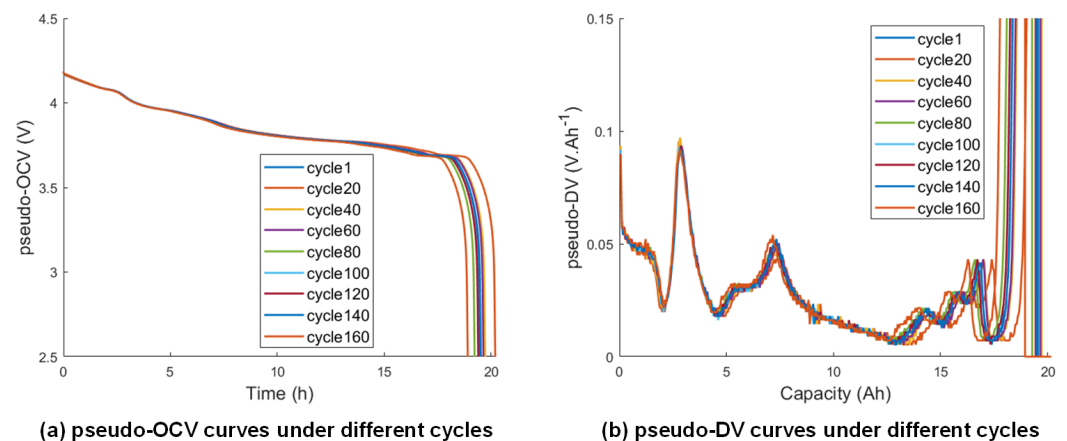 4.5
4
3.5
3
2.5
pseudo-OCV (V)
cycle1
cycle20
cycle40
cycle60
cycle80
cycle100
cycle120
cycle140
cycle160
0
5
10
15
20
Time (h)
(a) pseudo-OCV curves under different cycles
0.15
0.1
0.05
0
pseudo-DV (V.Ah-1)
cycle1
cycle20
cycle40
cycle60
cycle80
cycle100
cycle120
cycle140
cycle160
0
5
10
15
20
Capacity (Ah)
(b) pseudo-DV curves under different cycles